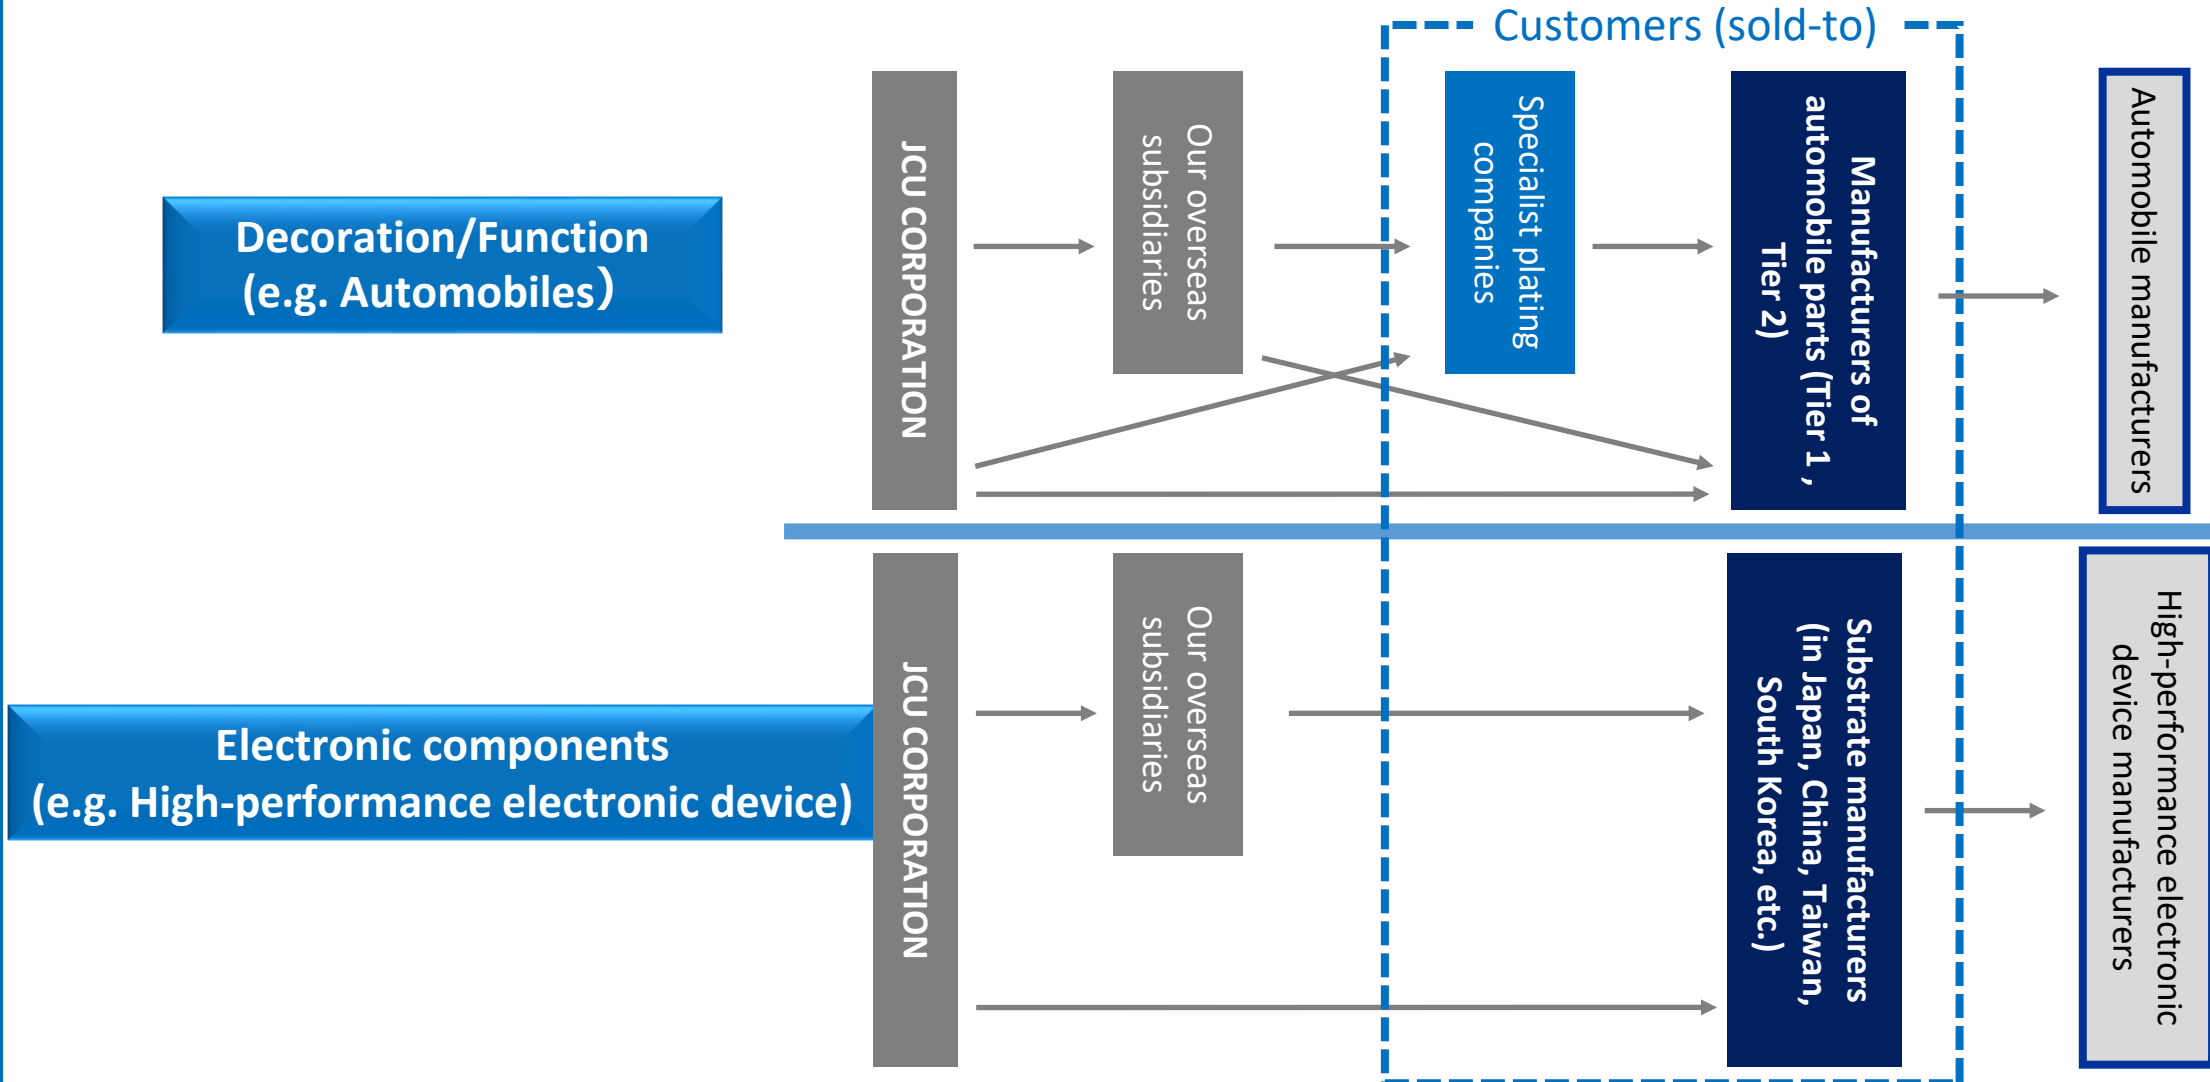 Customers (sold-to)
Decoration/Function
(e.g. Automobiles）
JCU CORPORATION
Our overseas
subsidiaries
Specialist plating
companies
Manufacturers of
automobile parts (Tier 1 ,
Tier 2)
Automobile manufacturers
Electronic components
(e.g. High-performance electronic device)
JCU CORPORATION
Our overseas
subsidiaries
Substrate manufacturers
(in Japan, China, Taiwan,
South Korea, etc.)
High-performance electronic
device manufacturers